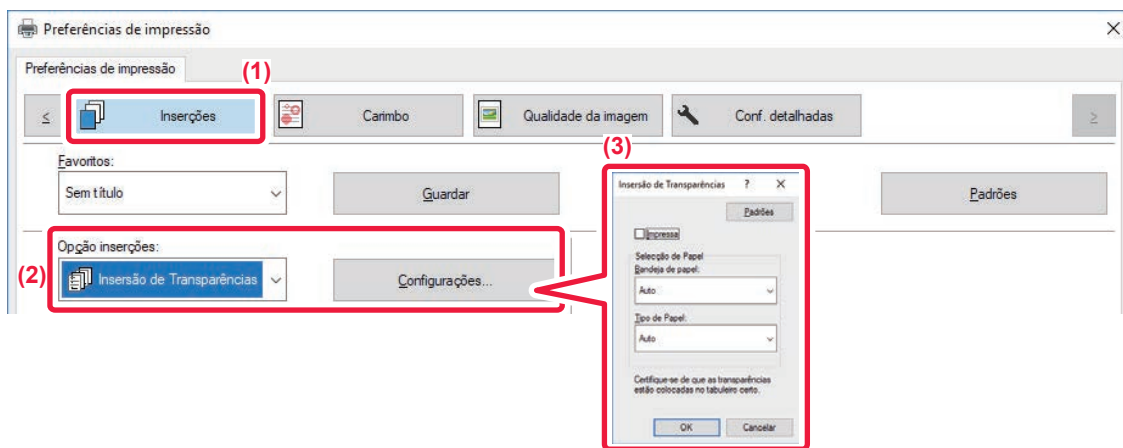 Preferências de impressão
Preferências de impressão
(1)
≤
Inserções
Carimbo
Qualidade da imagem
Conf. detalhadas
≥
(3)
Favoritos:
Sem título
Guardar
Padrões
(2)
Opção inserções:
Insersão de Transparências
Configurações...
Insersão de Transparências ?
Padrões
Impressa
Selecção de Papel
Bandeja de papel:
Auto
Tipo de Papel:
Auto
Certifique-se de que as transparências
estão colocadas no tabuleiro certo.
OK Cancelar